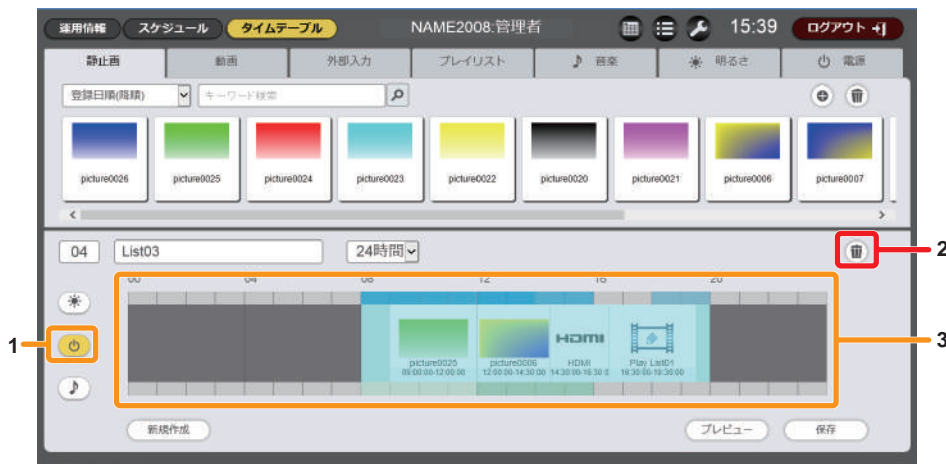 運用情報 スケジュール タイムテーブル NAME2008:管理者 15:39 ログアウト
静止画 動画 外部入力 プレイリスト 音楽 明るさ 電源
登録日順(降順) キーワード検索
picture0026 picture0025 picture0024 picture0023 picture0022 picture0020 picture0021 picture0006 picture0007
04 List03 24時間
2
00 04 08 12 16 20
1
3
HDMI
picture0025 picture0006 HDMI Play List01
09:00:00-12:00:00 12:00:00-14:30:00 14:30:00-16:30:0 18:30:00-19:30:00
新規作成 プレビュー 保存